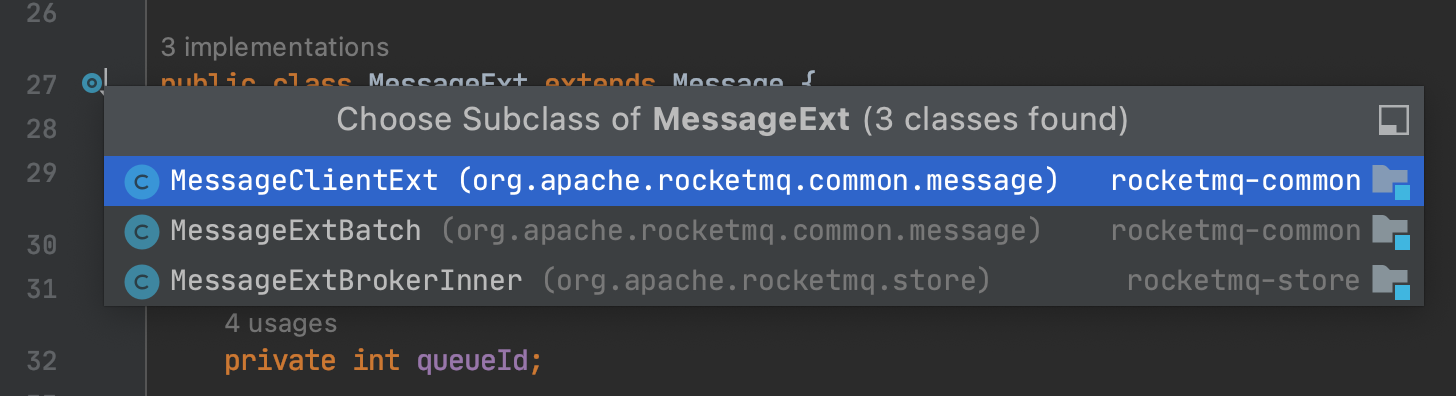 26
3 implementations
27 public class MessageExt extends Message {
Choose Subclass of MessageExt (3 classes found)
28
29 C MessageClientExt (org.apache.rocketmq.common.message) rocketmq-common
C MessageExtBatch (org.apache.rocketmq.common.message) rocketmq-common
30
31 C MessageExtBrokerInner (org.apache.rocketmq.store) rocketmq-store
4 usages
32 private int queueId;